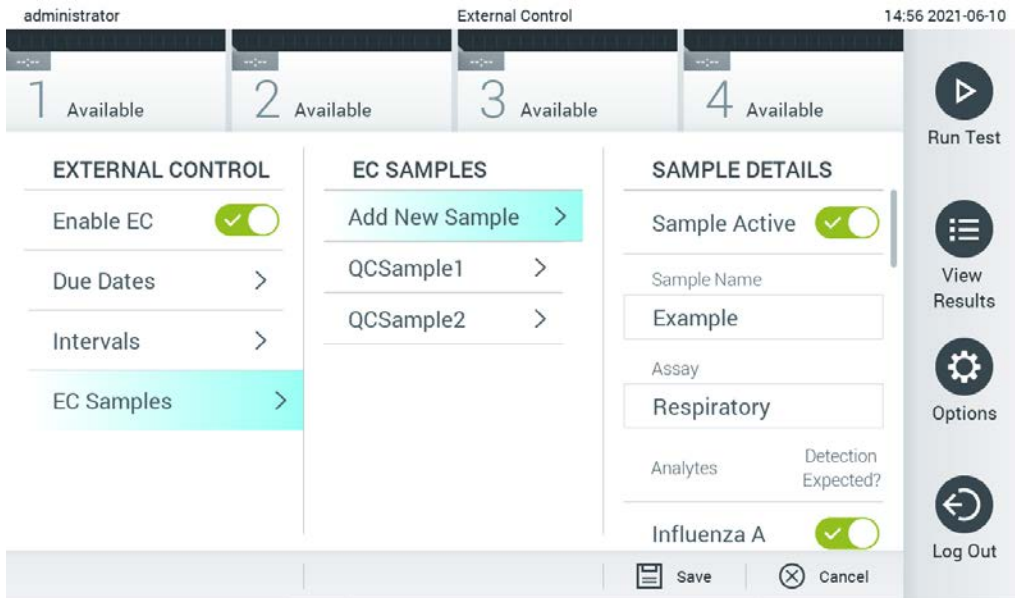 administrator
External Control
14:56 2021-06-10
--:--
--:--
--:--
--:--
1 Available
2 Available
3 Available
4 Available
Run Test
View
Results
Options
Log Out
EXTERNAL CONTROL
Enable EC
Due Dates
Intervals
EC Samples
EC SAMPLES
Add New Sample
QCSample1
QCSample2
SAMPLE DETAILS
Sample Active
Sample Name
Example
Assay
Respiratory
Analytes
Detection
Expected?
Influenza A
Save
Cancel